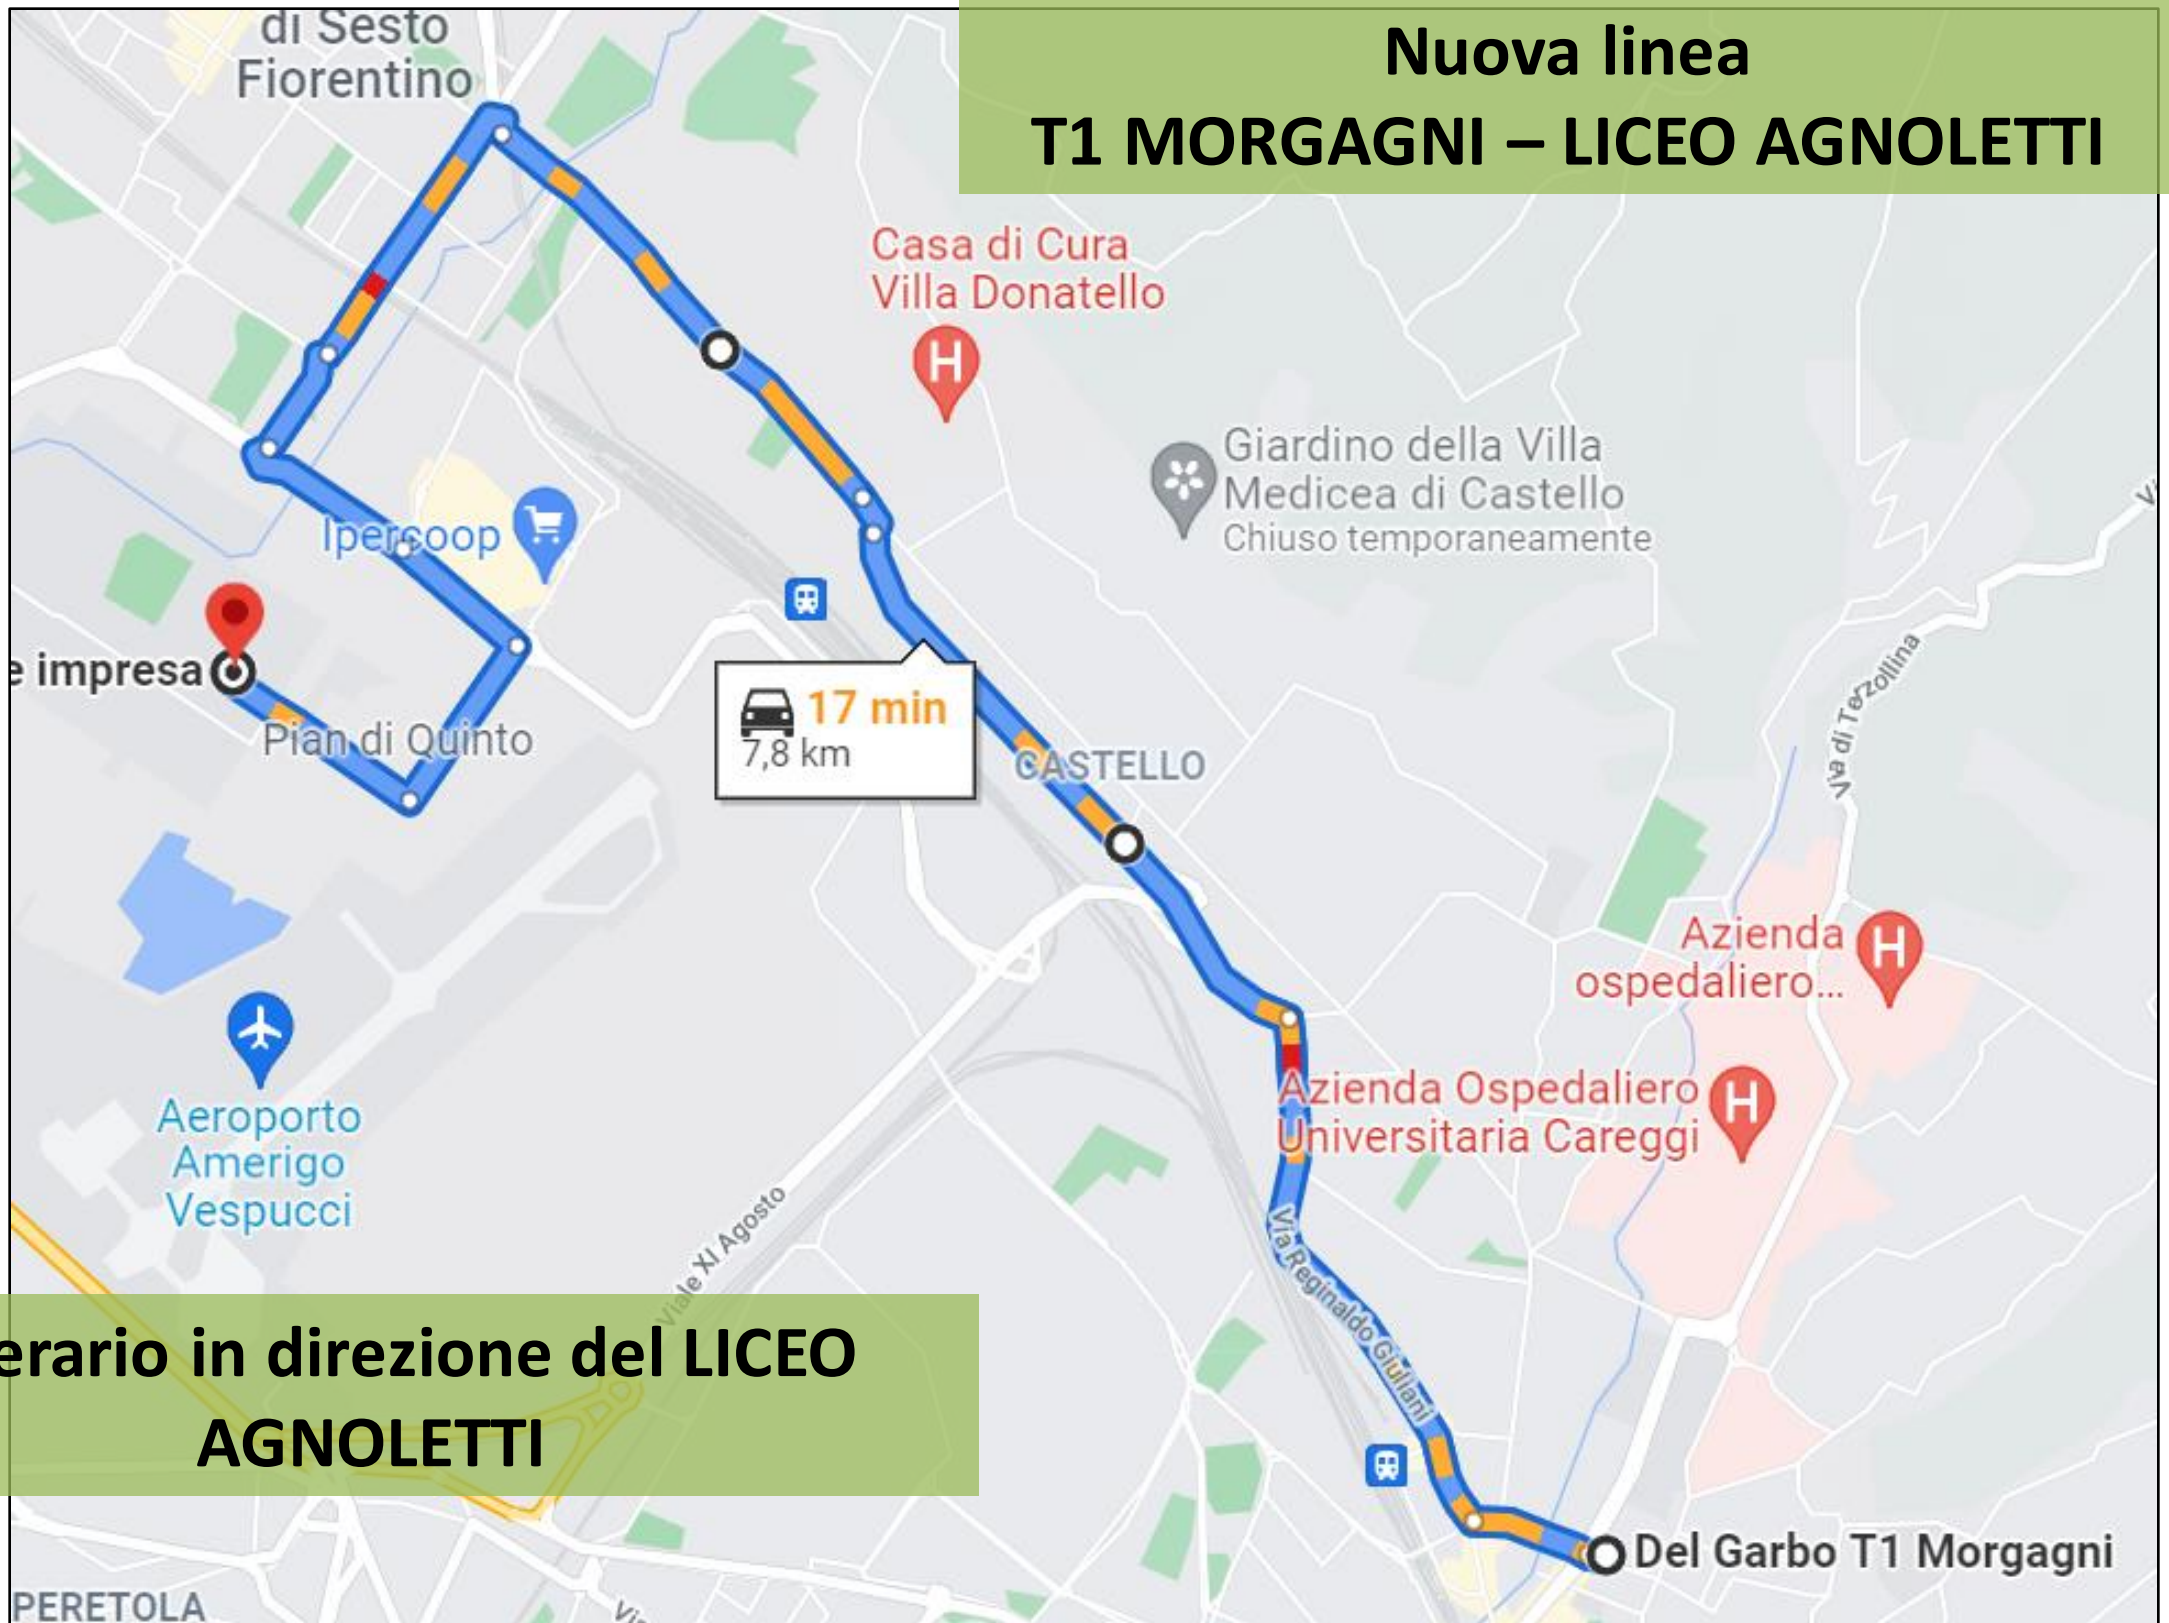 di Sesto
Fiorentino
Nuova linea
T1 MORGAGNI – LICEO AGNOLETTI
Casa di Cura
Villa Donatello
H
Giardino della Villa
Medicea di Castello
Chiuso temporaneamente
Ipercoop
Via di Terzollina
e impresa
Pian di Quinto
17 min
7,8 km
CASTELLO
Azienda
ospedaliero...
H
Azienda Ospedaliero
Universitaria Careggi
H
Aeroporto
Amerigo
Vespucci
Viale XI Agosto
Via Reginaldo Giuliani
erario in direzione del LICEO
AGNOLETTI
Del Garbo T1 Morgagni
PERETOLA